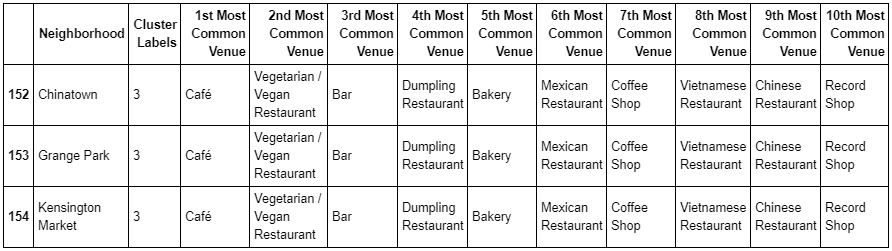 Neighborhood Cluster Labels 1st Most Common Venue 2nd Most Common Venue 3rd Most Common Venue 4th Most Common Venue 5th Most Common Venue 6th Most Common Venue 7th Most Common Venue 8th Most Common Venue 9th Most Common Venue 10th Most Common Venue
152 Chinatown 3 Café Vegetarian / Vegan Restaurant Bar Dumpling Restaurant Bakery Mexican Restaurant Coffee Shop Vietnamese Restaurant Chinese Restaurant Record Shop
153 Grange Park 3 Café Vegetarian / Vegan Restaurant Bar Dumpling Restaurant Bakery Mexican Restaurant Coffee Shop Vietnamese Restaurant Chinese Restaurant Record Shop
154 Kensington Market 3 Café Vegetarian / Vegan Restaurant Bar Dumpling Restaurant Bakery Mexican Restaurant Coffee Shop Vietnamese Restaurant Chinese Restaurant Record Shop